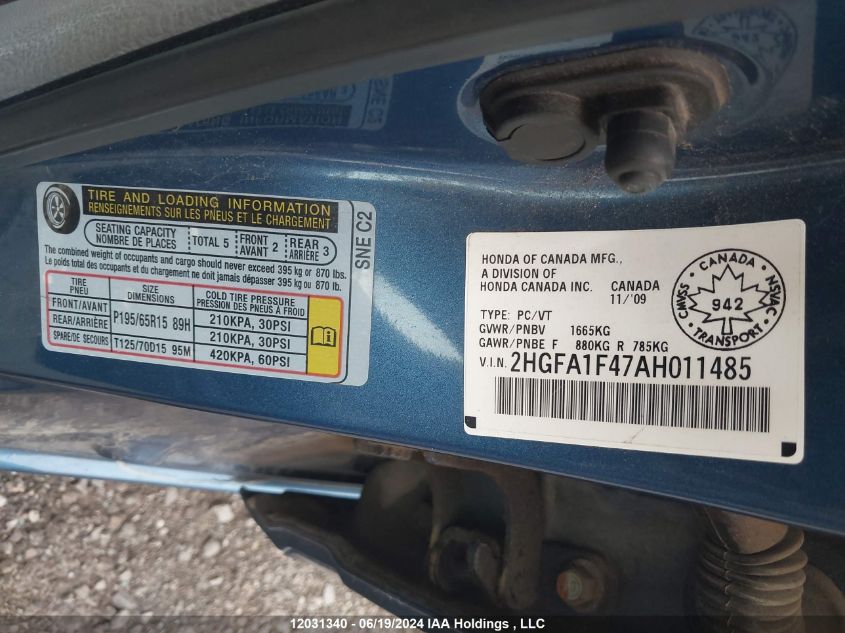 TIRE AND LOADING INFORMATION
RENSEIGNEMENTS SUR LES PNEUS ET LE CHARGEMENT
SEATING CAPACITY
NOMBRE DE PLACES
TOTAL 5
FRONT
AVANT 2
REAR
ARRIÈRE 3
The combined weight of occupants and cargo should never exceed 395 kg or 870 lbs.
Le poids total des occupants et du chargement ne doit jamais dépasser 395 kg or 870 lbs.
TIRE
PNEU
SIZE
DIMENSIONS
COLD TIRE PRESSURE
PRESSION DES PNEUS À FROID
FRONT/AVANT
P195/65R15 89H
210KPA, 30PSI
REAR/ARRIÈRE
210KPA, 30PSI
SPARE/DE SECOURS
T125/70D15 95M
420KPA, 60PSI
SNE C2
HONDA OF CANADA MFG.,
A DIVISION OF
HONDA CANADA INC.
CANADA
11/'09
TYPE: PC/VT
GVWR/PNBV 1665KG
GAWR/PNBE F 880KG R 785KG
V.I.N. 2HGFA1F47AH011485
CANADA
CMVSS
942
NSVAC
TRANSPORT
12031340 - 06/19/2024 IAA Holdings , LLC